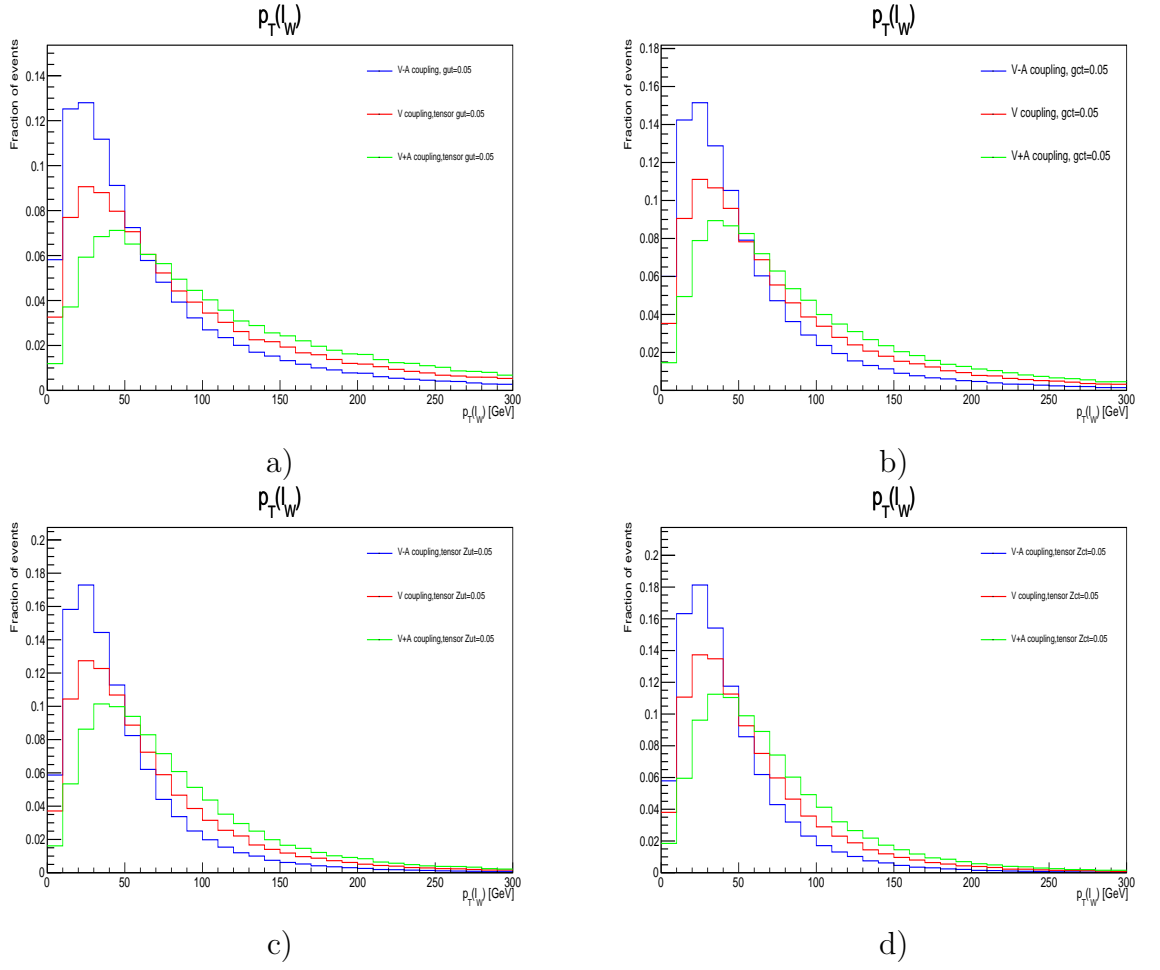 p_T(l_W)
Fraction of events
0.14
0.12
0.1
0.08
0.06
0.04
0.02
0
V-A coupling, gut=0.05
V coupling,tensor gut=0.05
V+A coupling,tensor gut=0.05
0 50 100 150 200 250 300
p_T(l_W) [GeV]
a)
p_T(l_W)
Fraction of events
0.18
0.16
0.14
0.12
0.1
0.08
0.06
0.04
0.02
0
V-A coupling, gct=0.05
V coupling, gct=0.05
V+A coupling, gct=0.05
0 50 100 150 200 250 300
p_T(l_W) [GeV]
b)
p_T(l_W)
Fraction of events
0.2
0.18
0.16
0.14
0.12
0.1
0.08
0.06
0.04
0.02
0
V-A coupling,tensor Zut=0.05
V coupling,tensor Zut=0.05
V+A coupling,tensor Zut=0.05
0 50 100 150 200 250 300
p_T(l_W) [GeV]
c)
p_T(l_W)
Fraction of events
0.2
0.18
0.16
0.14
0.12
0.1
0.08
0.06
0.04
0.02
0
V-A coupling,tensor Zct=0.05
V coupling,tensor Zct=0.05
V+A coupling,tensor Zct=0.05
0 50 100 150 200 250 300
p_T(l_W) [GeV]
d)